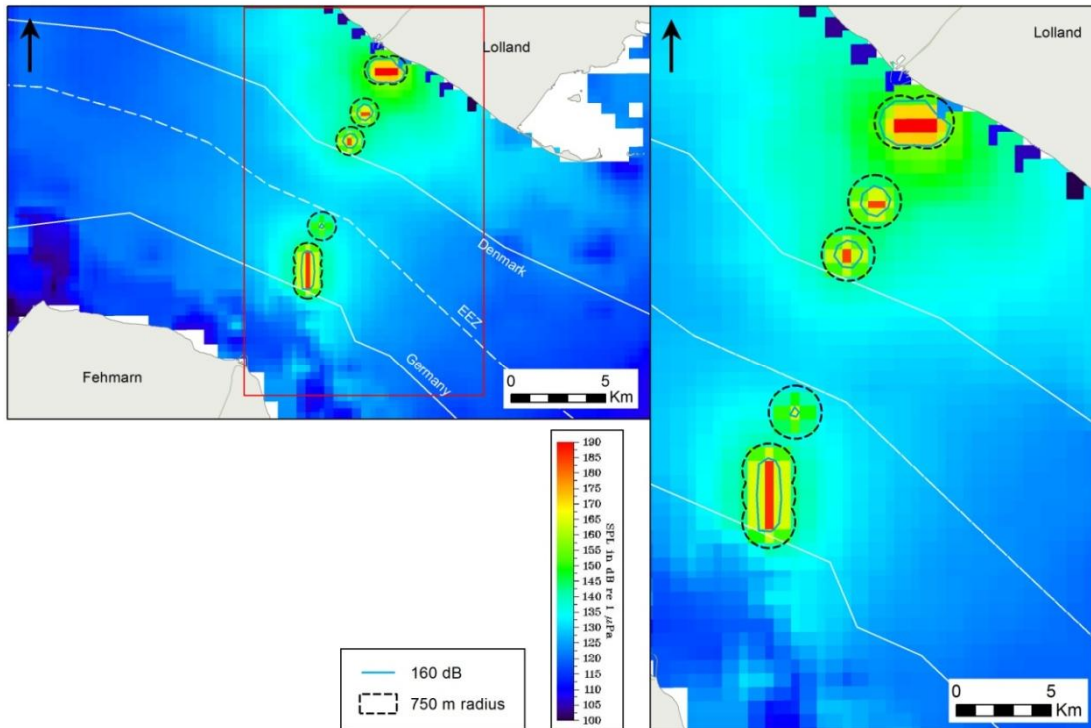 Lolland
Denmark
EEZ
Germany
Fehmarn
0 5
Km
Lolland
0 5
Km
190
185
180
175
170
165
160
155
150
145
140
135
130
125
120
115
110
105
100
SPL in dB re 1 μPa
160 dB
750 m radius